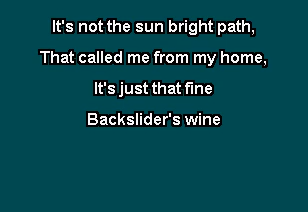 It's not the sun bright path,
That called me from my home,
It's just that fine
Backslider's wine